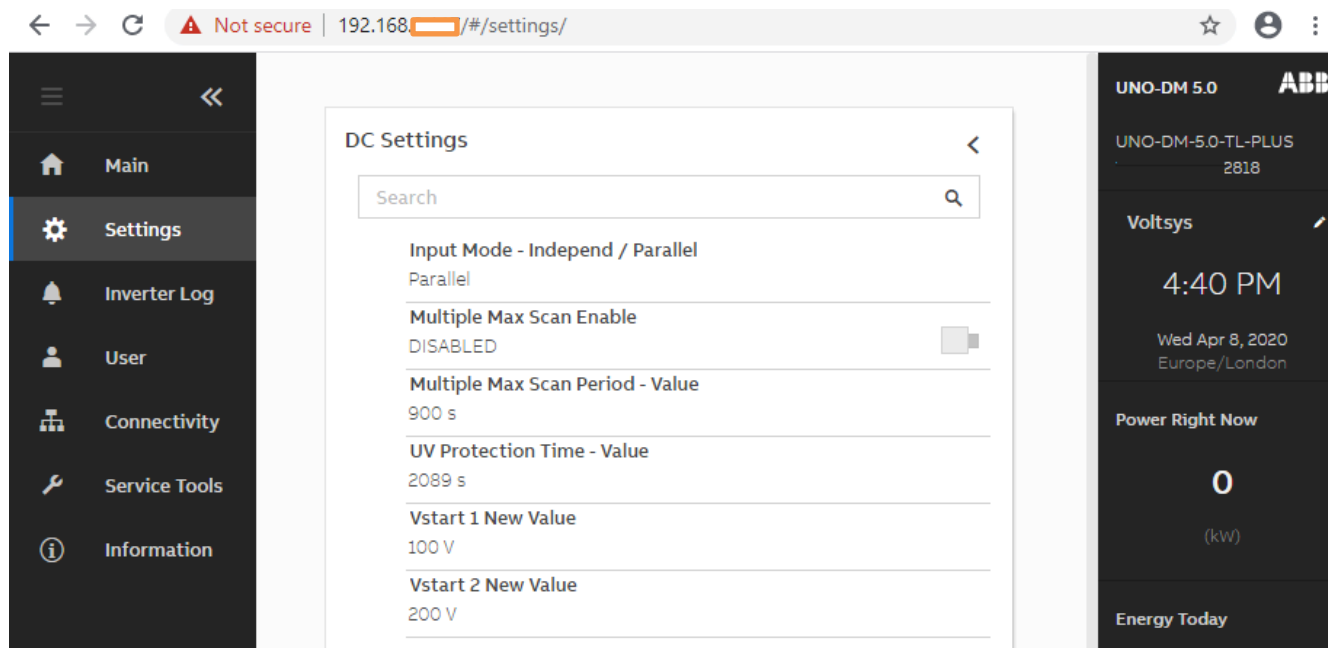 Not secure | 192.168. /#/settings/
Main
Settings
Inverter Log
User
Connectivity
Service Tools
Information
DC Settings
Search
Input Mode - Independ / Parallel
Parallel
Multiple Max Scan Enable
DISABLED
Multiple Max Scan Period - Value
900 s
UV Protection Time - Value
2089 s
Vstart 1 New Value
100 V
Vstart 2 New Value
200 V
UNO-DM 5.0 ABB
UNO-DM-5.0-TL-PLUS
2818
Voltsys
4:40 PM
Wed Apr 8, 2020
Europe/London
Power Right Now
0
(kW)
Energy Today